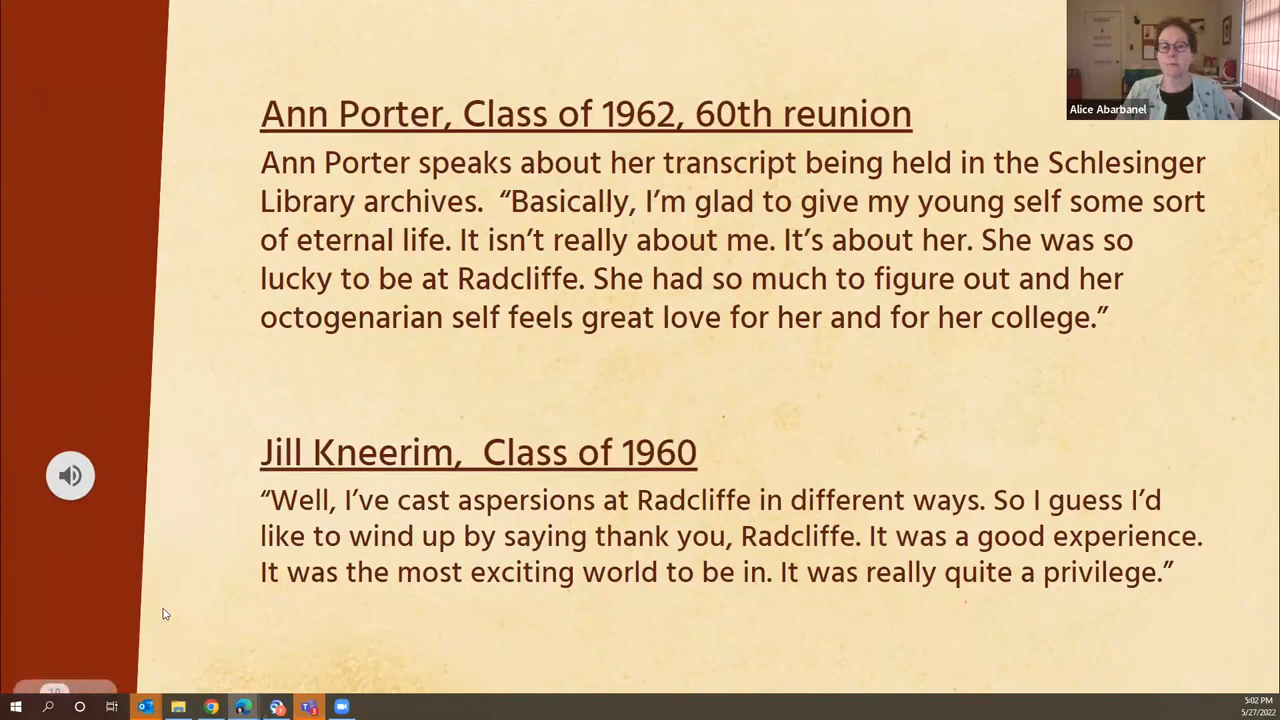 Alice Abarbanel
Ann Porter, Class of 1962, 60th reunion
Ann Porter speaks about her transcript being held in the Schlesinger
Library archives.  “Basically, I’m glad to give my young self some sort
of eternal life. It isn’t really about me. It’s about her. She was so
lucky to be at Radcliffe. She had so much to figure out and her
octogenarian self feels great love for her and for her college.”
Jill Kneerim,  Class of 1960
“Well, I’ve cast aspersions at Radcliffe in different ways. So I guess I’d
like to wind up by saying thank you, Radcliffe. It was a good experience.
It was the most exciting world to be in. It was really quite a privilege.”
5:02 PM
5/27/2022